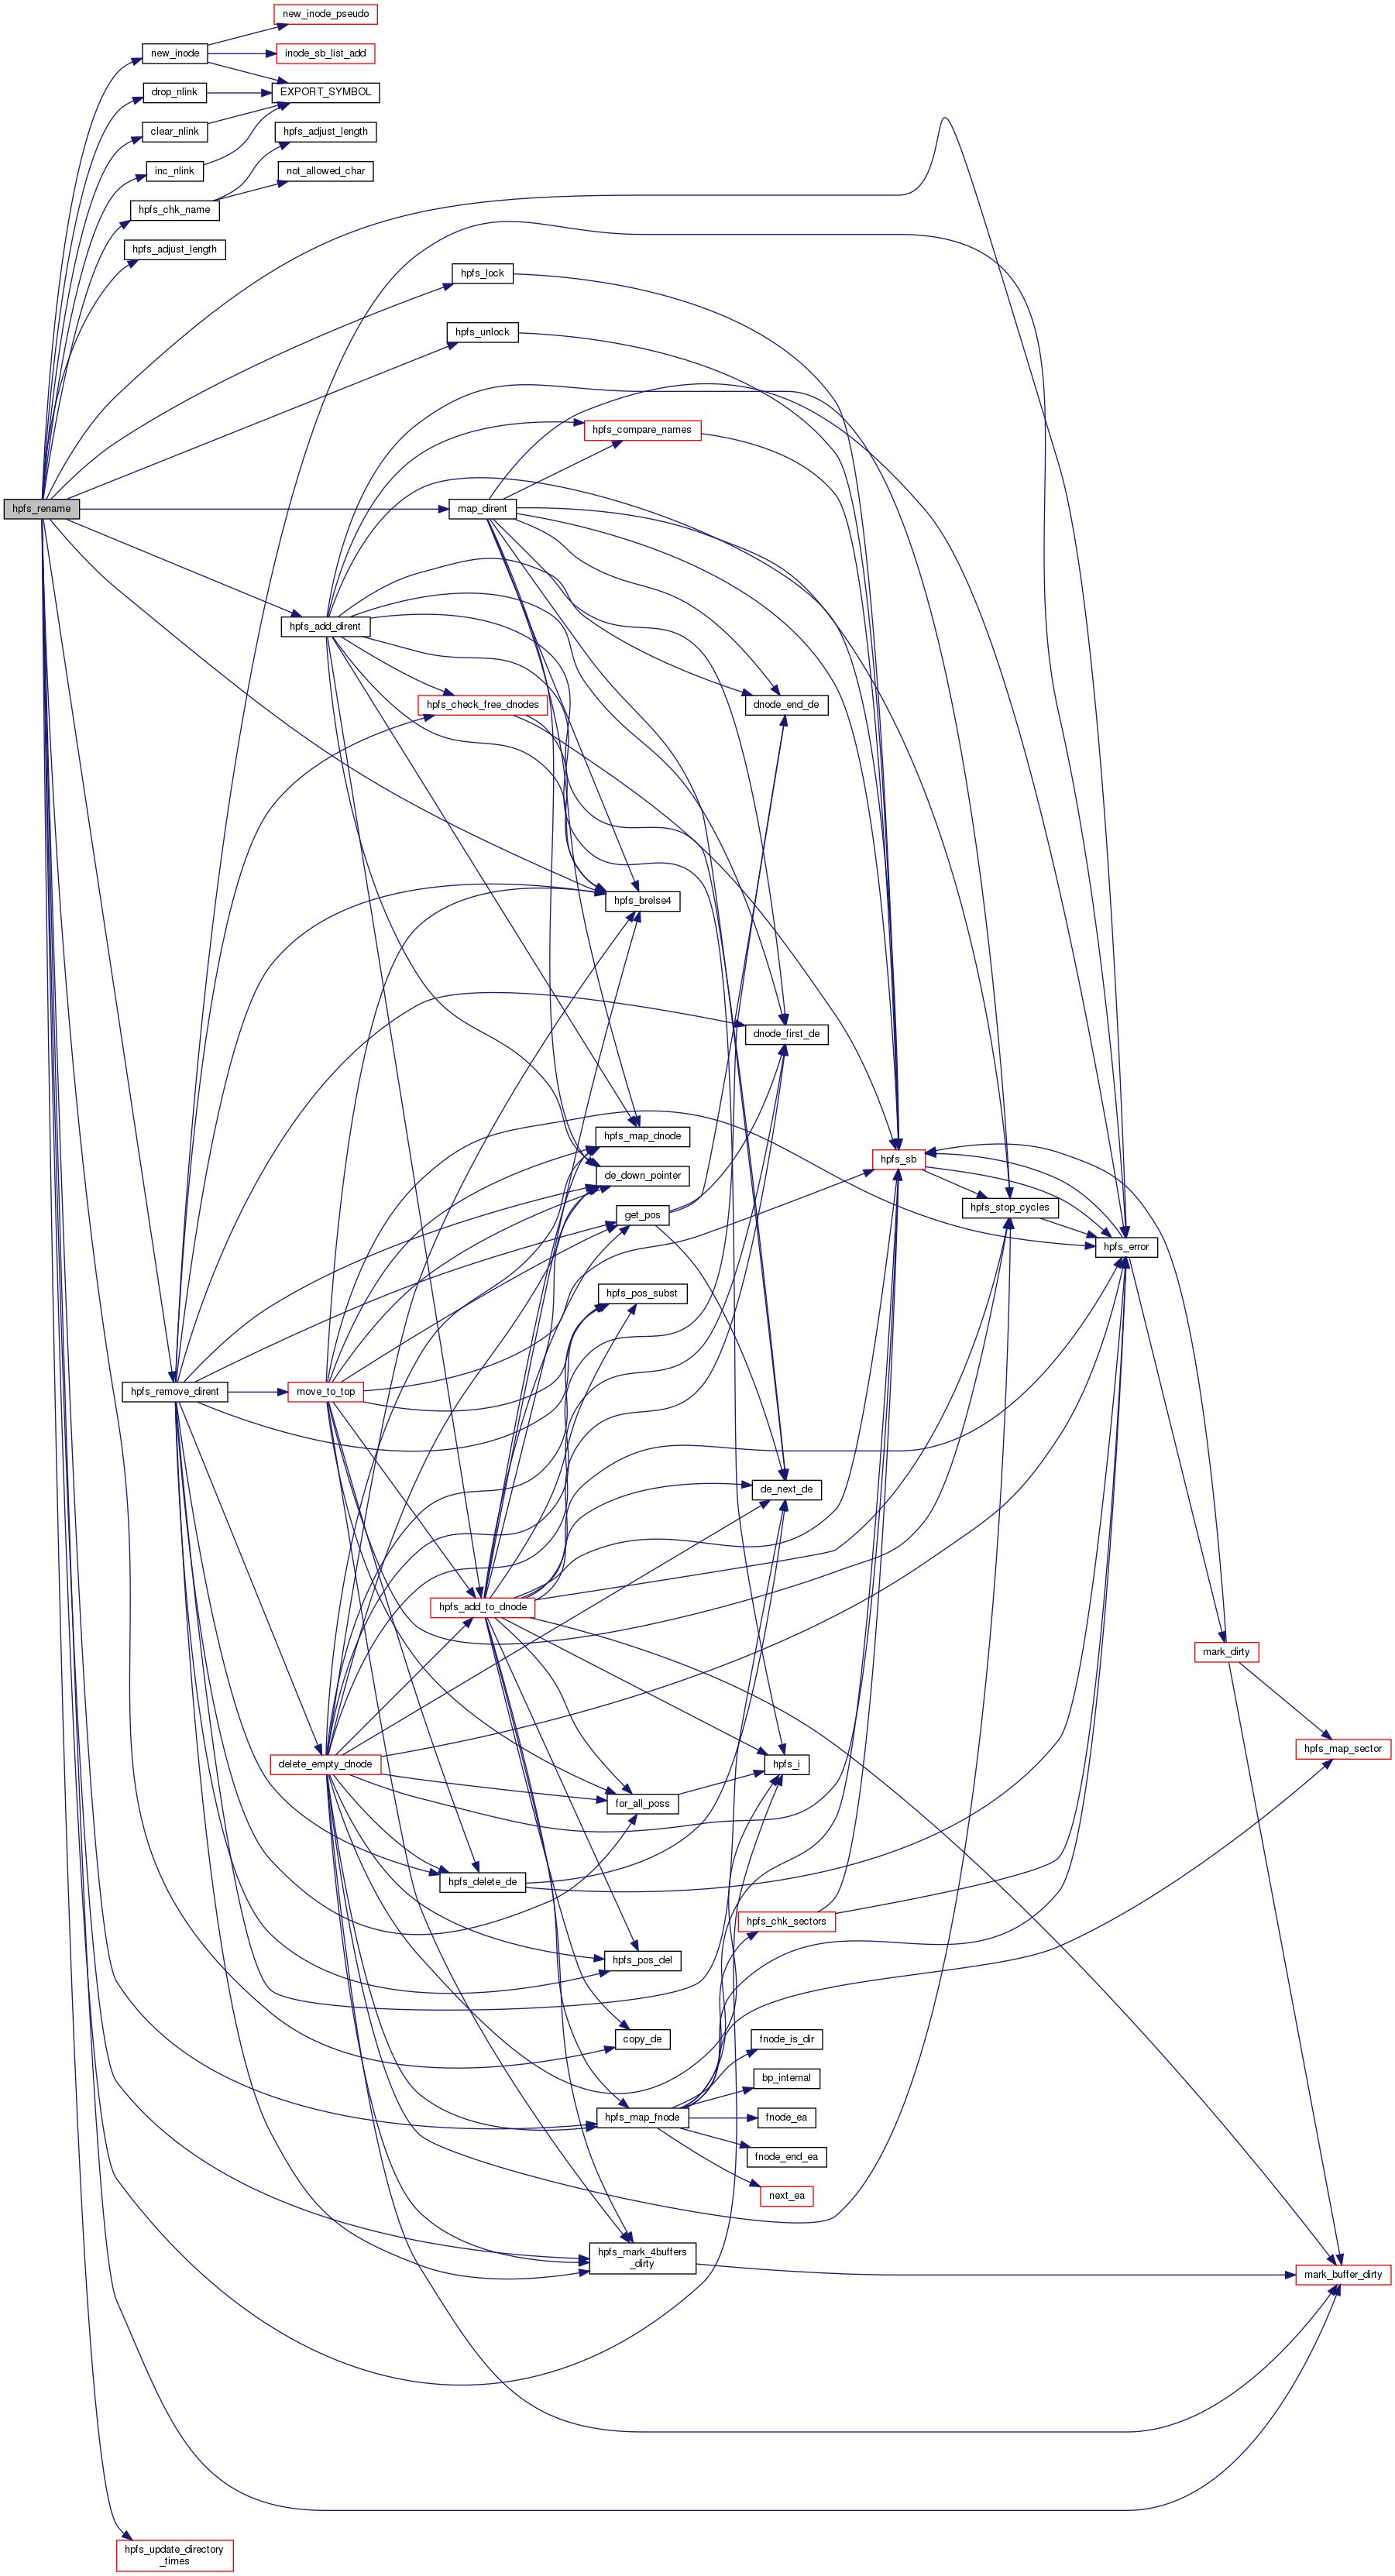 new_inode_pseudo
new_inode
inode_sb_list_add
drop_nlink
EXPORT_SYMBOL
clear_nlink
hpfs_adjust_length
inc_nlink
not_allowed_char
hpfs_chk_name
hpfs_adjust_length
hpfs_lock
hpfs_unlock
hpfs_compare_names
hpfs_rename
map_dirent
hpfs_add_dirent
hpfs_check_free_dnodes
dnode_end_de
hpfs_brelse4
dnode_first_de
hpfs_map_dnode
hpfs_sb
de_down_pointer
hpfs_stop_cycles
get_pos
hpfs_error
hpfs_pos_subst
hpfs_remove_dirent
move_to_top
de_next_de
hpfs_add_to_dnode
mark_dirty
hpfs_map_sector
delete_empty_dnode
hpfs_i
for_all_poss
hpfs_delete_de
hpfs_chk_sectors
hpfs_pos_del
copy_de
fnode_is_dir
bp_internal
hpfs_map_fnode
fnode_ea
fnode_end_ea
next_ea
hpfs_mark_4buffers
_dirty
mark_buffer_dirty
hpfs_update_directory
_times